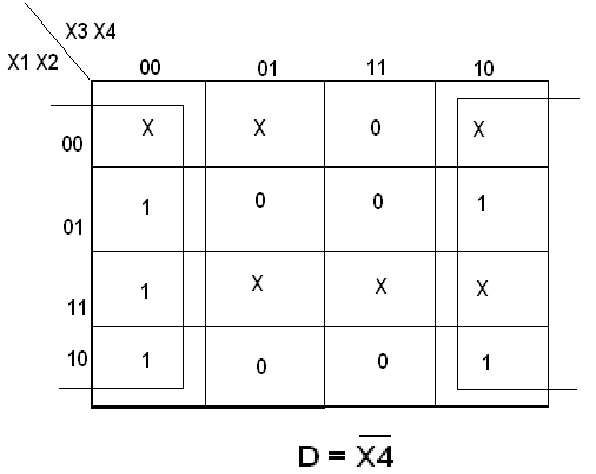 X3 X4
X1 X2
00 01 11 10
00 X X 0 X
01 1 0 0 1
11 1 X X X
10 1 0 0 1
D = X̅4̅